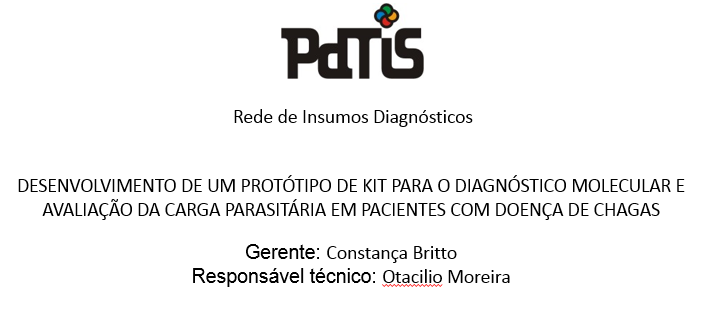 PDTiS
Rede de Insumos Diagnósticos
DESENVOLVIMENTO DE UM PROTÓTIPO DE KIT PARA O DIAGNÓSTICO MOLECULAR E
AVALIAÇÃO DA CARGA PARASITÁRIA EM PACIENTES COM DOENÇA DE CHAGAS
Gerente: Constança Britto
Responsável técnico: Otacilio Moreira